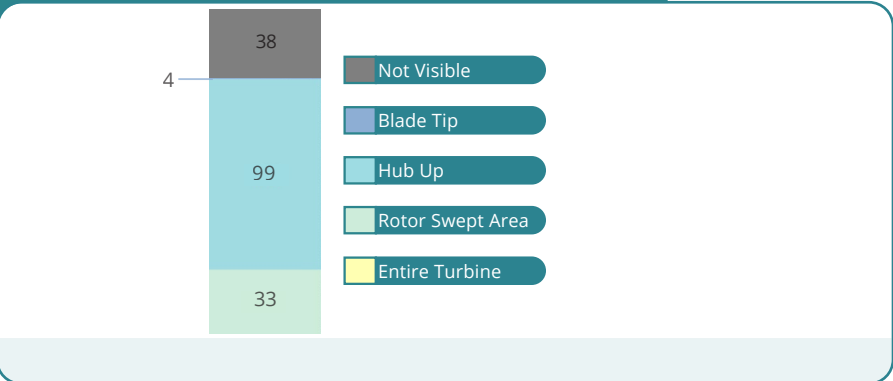 38
4
99
33
Not Visible
Blade Tip
Hub Up
Rotor Swept Area
Entire Turbine